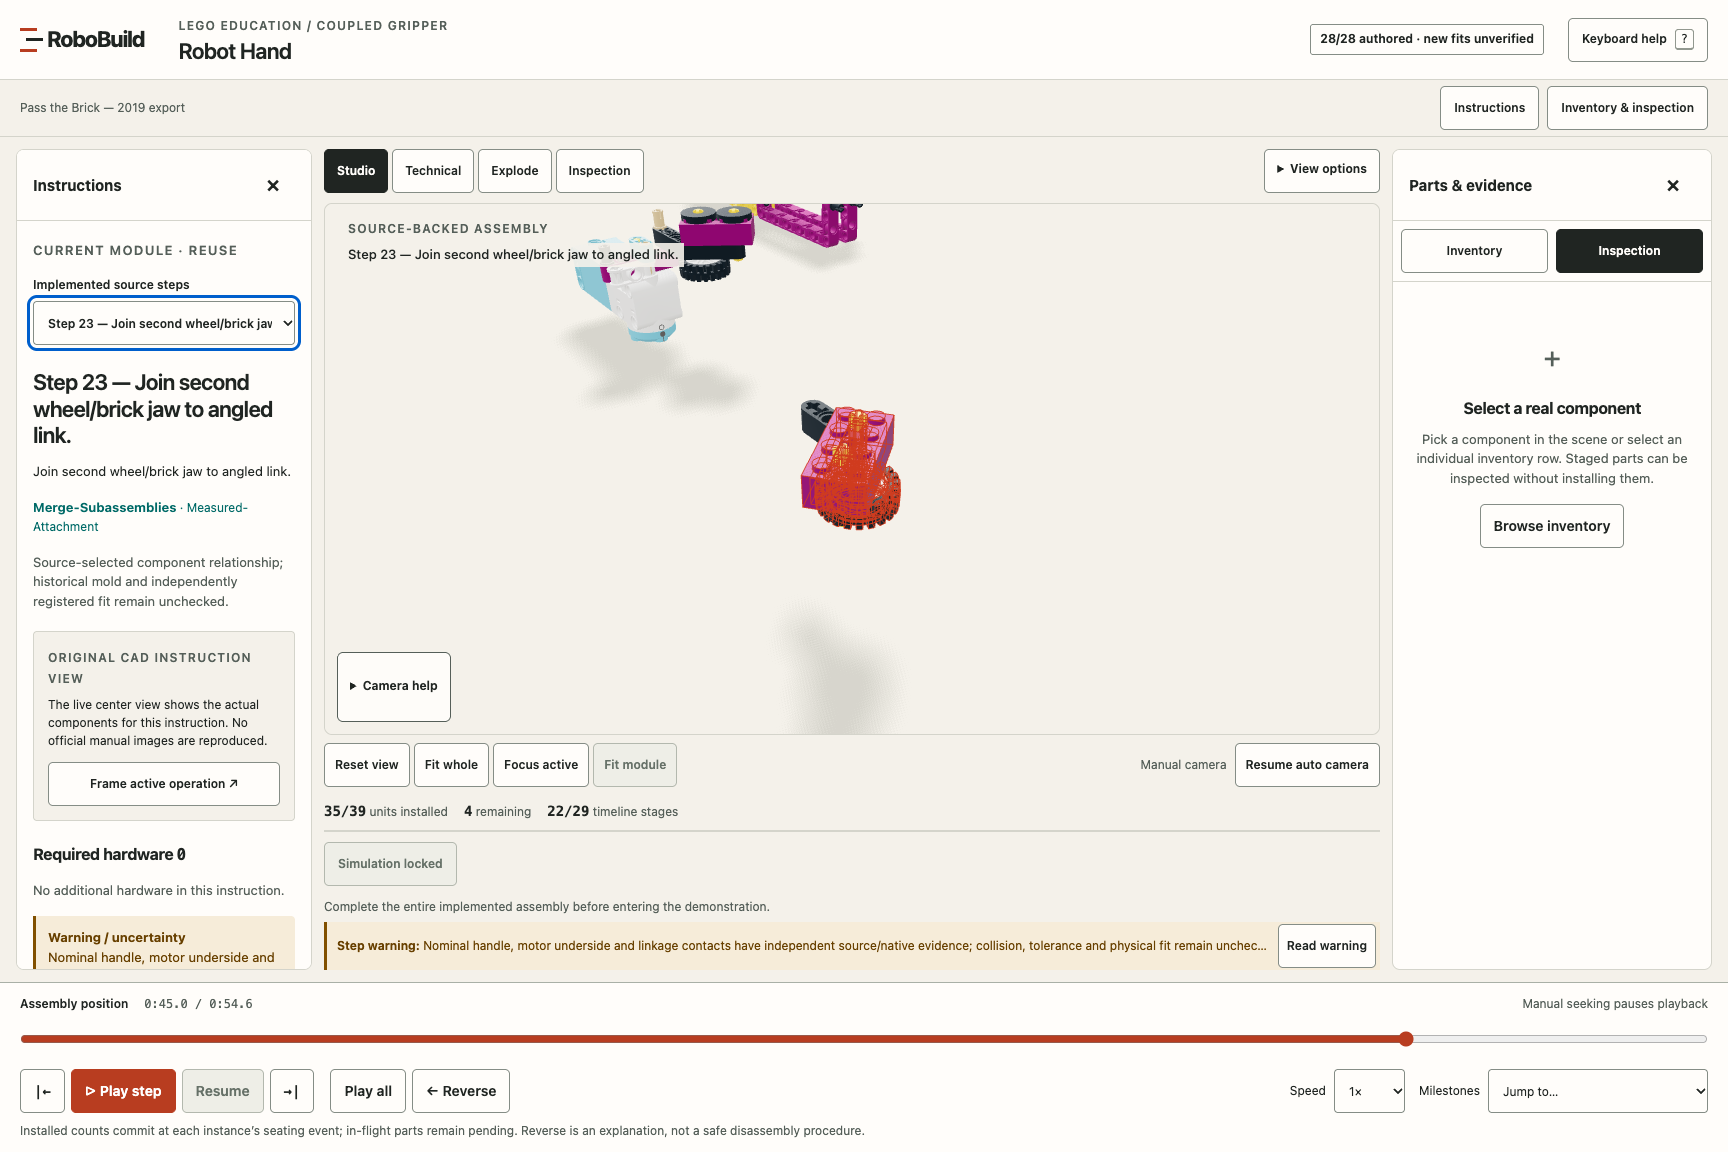 RoboBuild
LEGO EDUCATION / COUPLED GRIPPER
Robot Hand
28/28 authored · new fits unverified
Keyboard help ?
Pass the Brick — 2019 export
Instructions
Inventory & inspection
Instructions
×
CURRENT MODULE · REUSE
Implemented source steps
Step 23 — Join second wheel/brick jaw
Step 23 — Join second
wheel/brick jaw to angled
link.
Join second wheel/brick jaw to angled link.
Merge-Subassemblies · Measured-
Attachment
Source-selected component relationship;
historical mold and independently
registered fit remain unchecked.
ORIGINAL CAD INSTRUCTION
VIEW
The live center view shows the actual
components for this instruction. No
official manual images are reproduced.
Frame active operation ↗
Required hardware 0
No additional hardware in this instruction.
Warning / uncertainty
Nominal handle, motor underside and
Studio
Technical
Explode
Inspection
▶ View options
SOURCE-BACKED ASSEMBLY
Step 23 — Join second wheel/brick jaw to angled link.
▶ Camera help
Reset view
Fit whole
Focus active
Fit module
Manual camera
Resume auto camera
35/39 units installed 4 remaining 22/29 timeline stages
Simulation locked
Complete the entire implemented assembly before entering the demonstration.
Step warning: Nominal handle, motor underside and linkage contacts have independent source/native evidence; collision, tolerance and physical fit remain unchec...
Read warning
Parts & evidence
×
Inventory
Inspection
+
Select a real component
Pick a component in the scene or select an
individual inventory row. Staged parts can be
inspected without installing them.
Browse inventory
Assembly position 0:45.0 / 0:54.6
Manual seeking pauses playback
|←
▷ Play step
Resume
→|
Play all
← Reverse
Speed
1×
Milestones
Jump to...
Installed counts commit at each instance's seating event; in-flight parts remain pending. Reverse is an explanation, not a safe disassembly procedure.